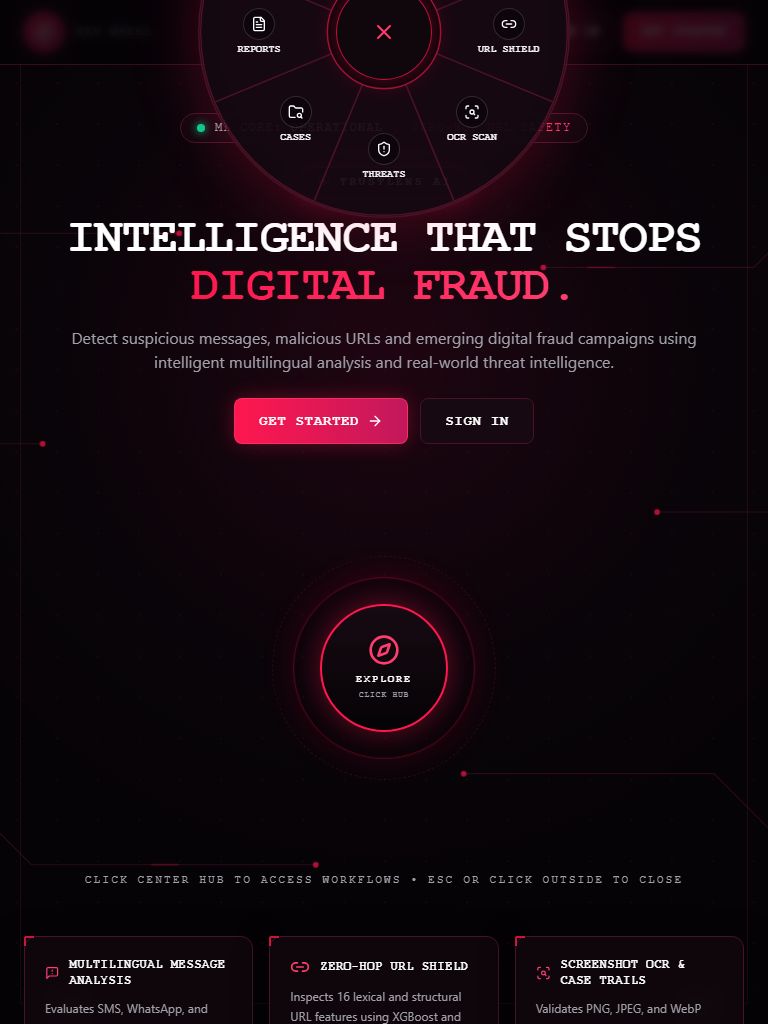 REPORTS
URL SHIELD
CASES
OCR SCAN
THREATS
INTELLIGENCE THAT STOPS
DIGITAL FRAUD.
Detect suspicious messages, malicious URLs and emerging digital fraud campaigns using
intelligent multilingual analysis and real-world threat intelligence.
GET STARTED
SIGN IN
EXPLORE
CLICK HUB
CLICK CENTER HUB TO ACCESS WORKFLOWS • ESC OR CLICK OUTSIDE TO CLOSE
MULTILINGUAL MESSAGE
ANALYSIS
Evaluates SMS, WhatsApp, and
ZERO-HOP URL SHIELD
Inspects 16 lexical and structural
URL features using XGBoost and
SCREENSHOT OCR &
CASE TRAILS
Validates PNG, JPEG, and WebP